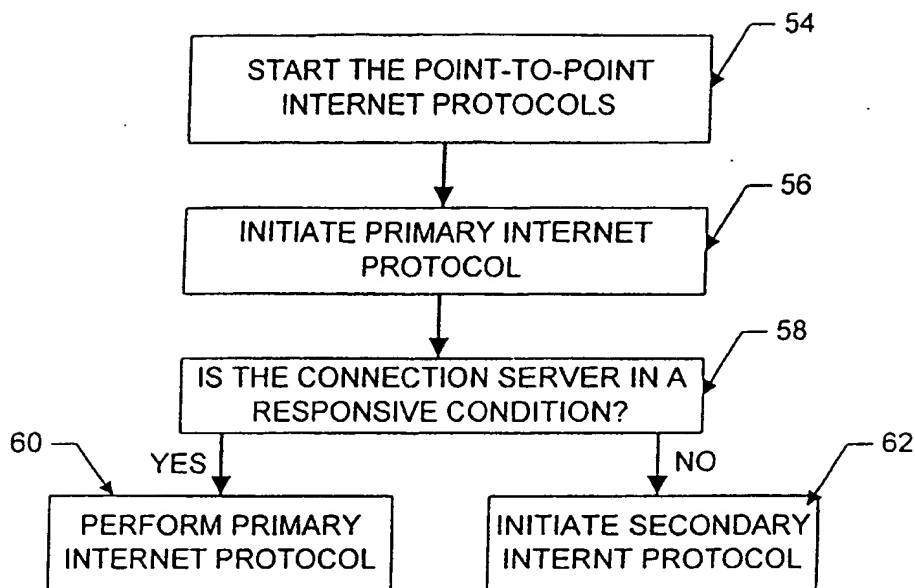 54
START THE POINT-TO-POINT
INTERNET PROTOCOLS
56
INITIATE PRIMARY INTERNET
PROTOCOL
58
IS THE CONNECTION SERVER IN A
RESPONSIVE CONDITION?
60
YES
NO
62
PERFORM PRIMARY
INTERNET PROTOCOL
INITIATE SECONDARY
INTERNT PROTOCOL